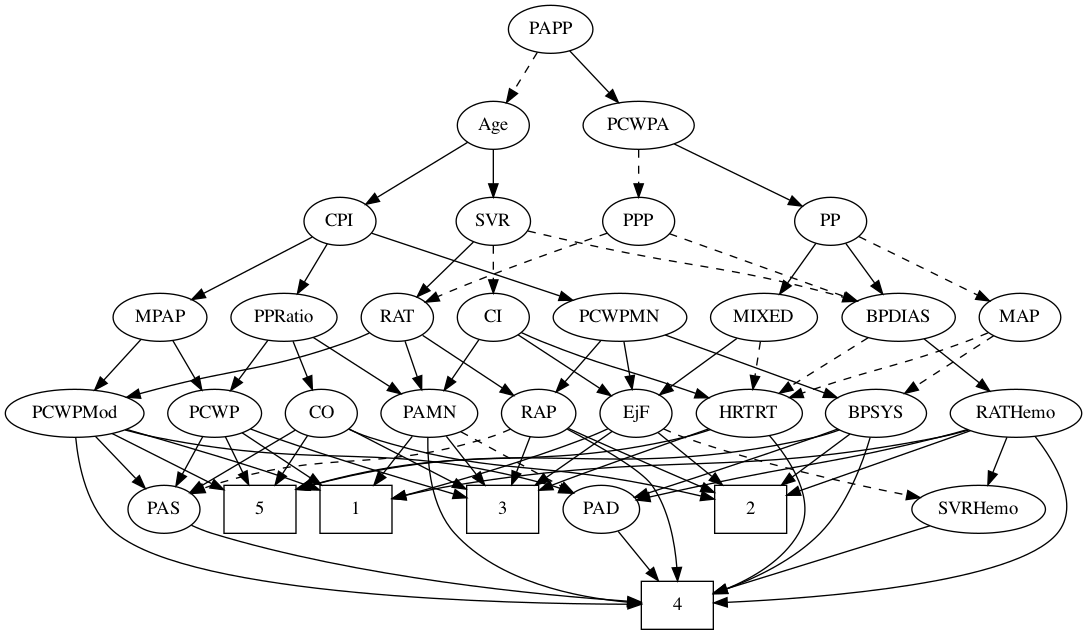 PAPP
Age PCWPA
CPI SVR PPP PP
MPAP PPRatio RAT CI PCWPMN MIXED BPDIAS MAP
PCWPMod PCWP CO PAMN RAP EjF HRTRT BPSYS RATHemo
PAS 5 1 3 PAD 2 SVRHemo
4